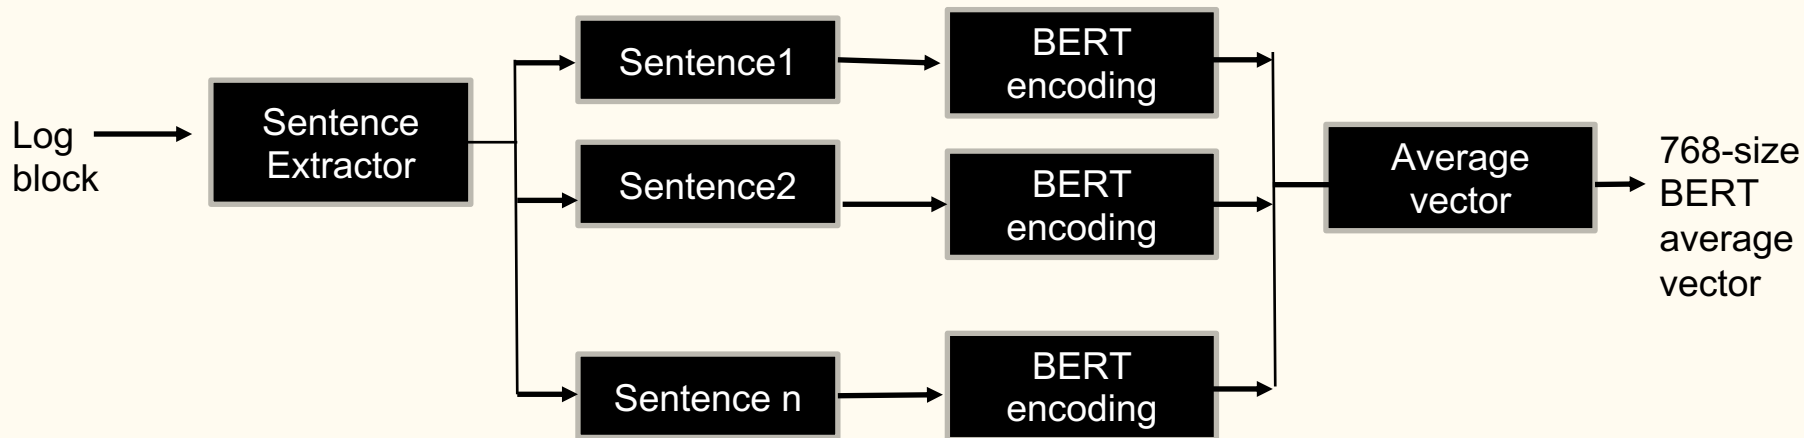 Log
block
Sentence
Extractor
Sentence1
BERT
encoding
Sentence2
BERT
encoding
Sentence n
BERT
encoding
Average
vector
768-size
BERT
average
vector